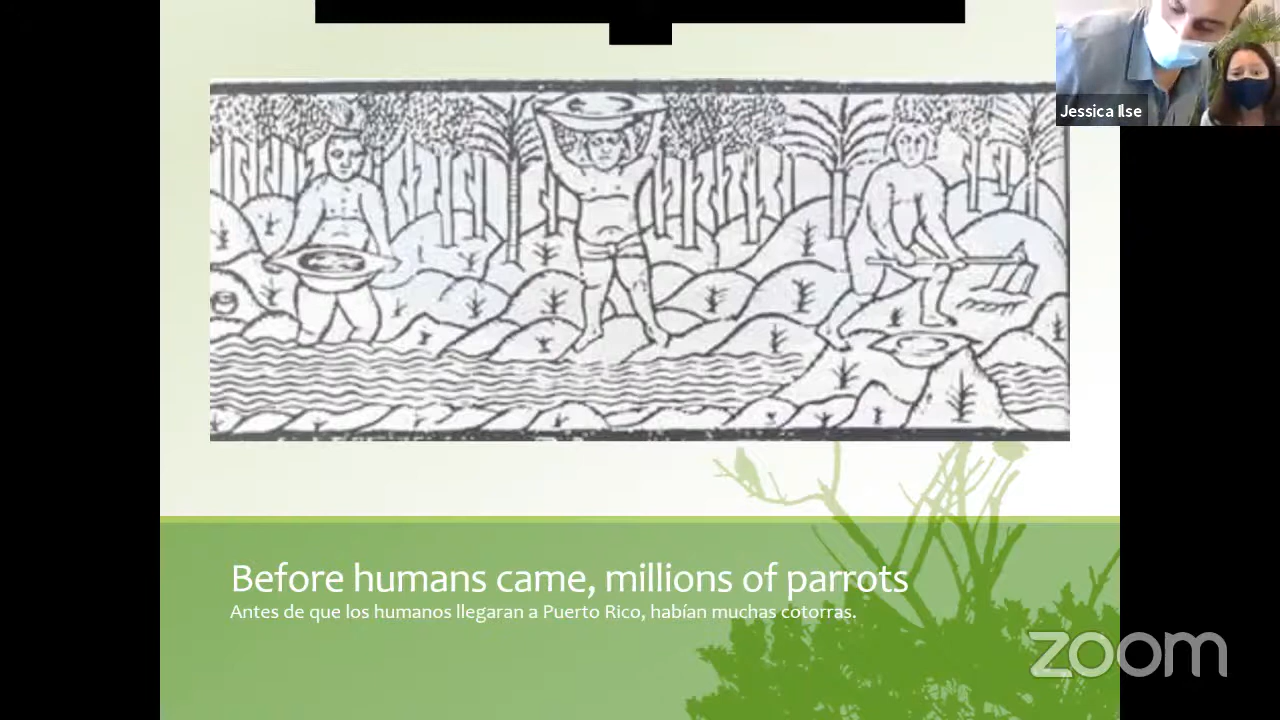 Jessica Ilse
Before humans came, millions of parrots
Antes de que los humanos llegaran a Puerto Rico, habían muchas cotorras.
zoom